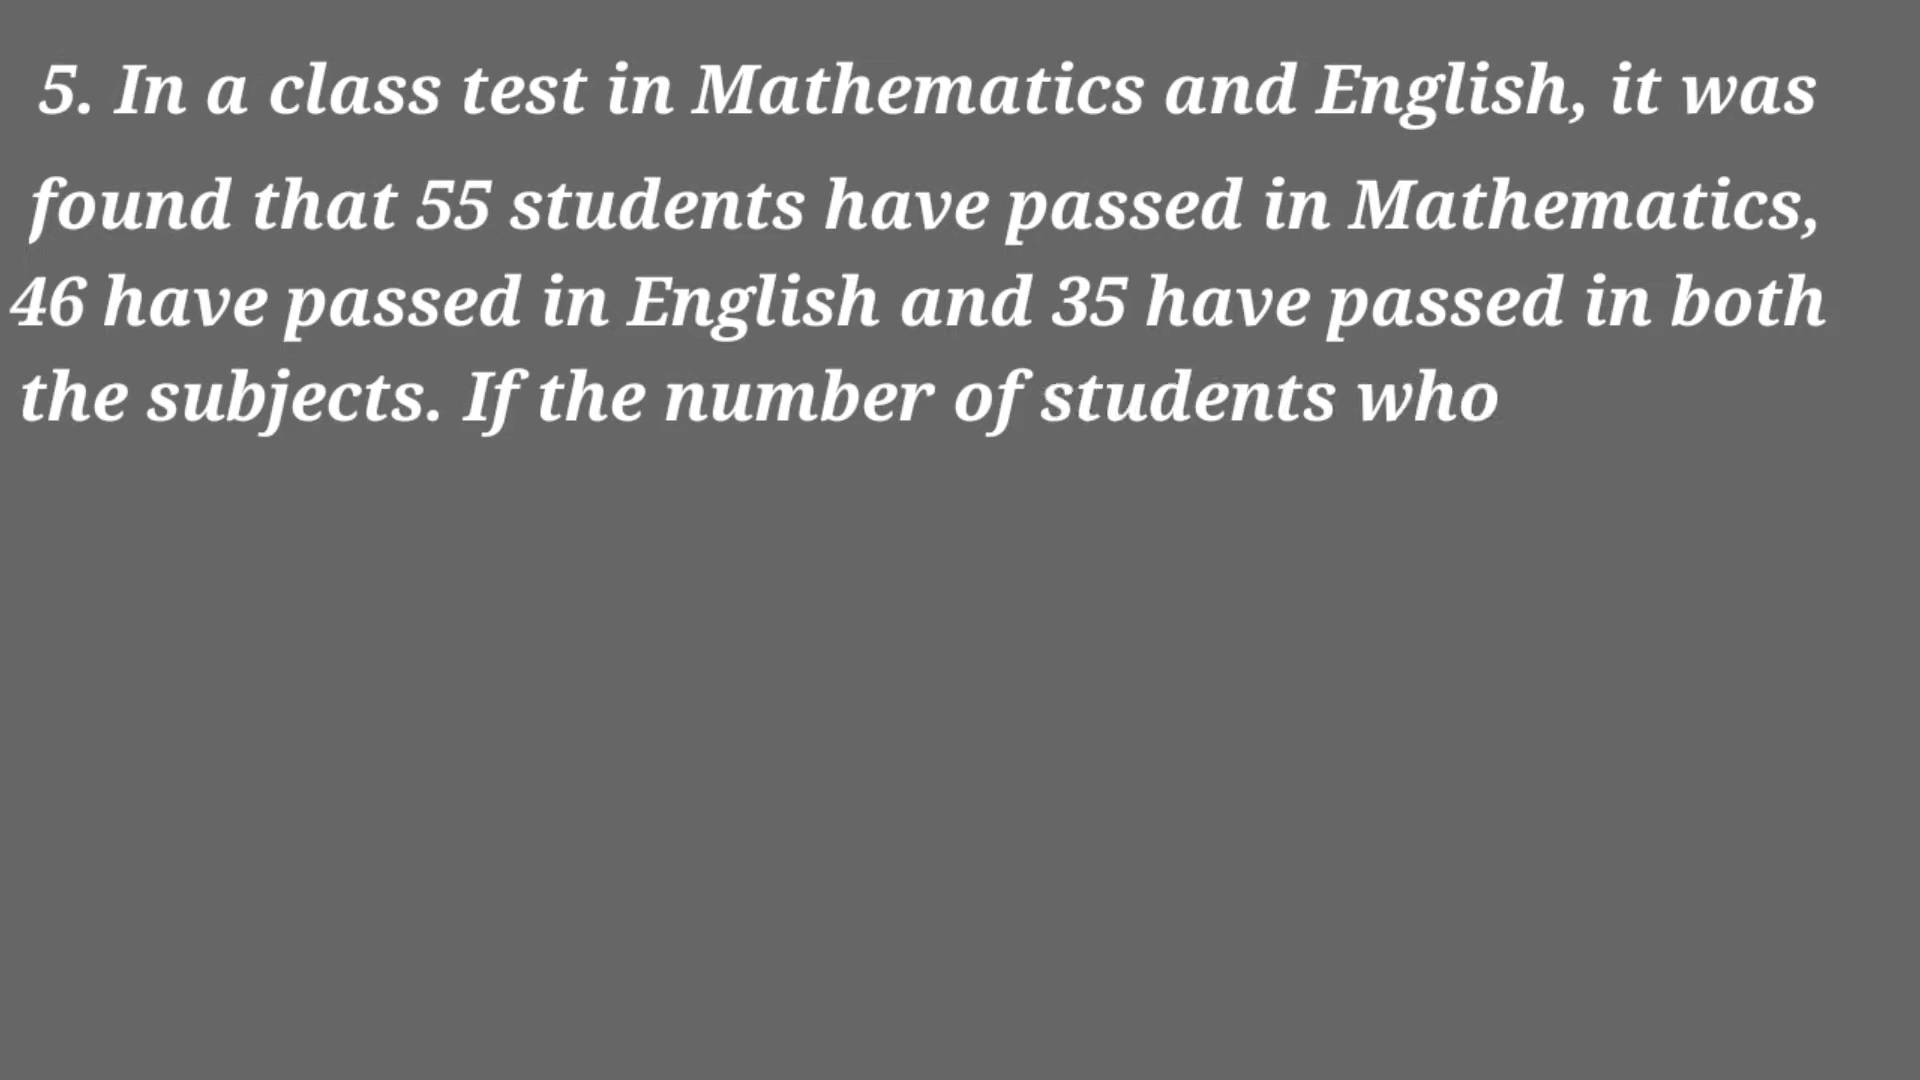 5. In a class test in Mathematics and English, it was
found that 55 students have passed in Mathematics,
46 have passed in English and 35 have passed in both
the subjects. If the number of students who